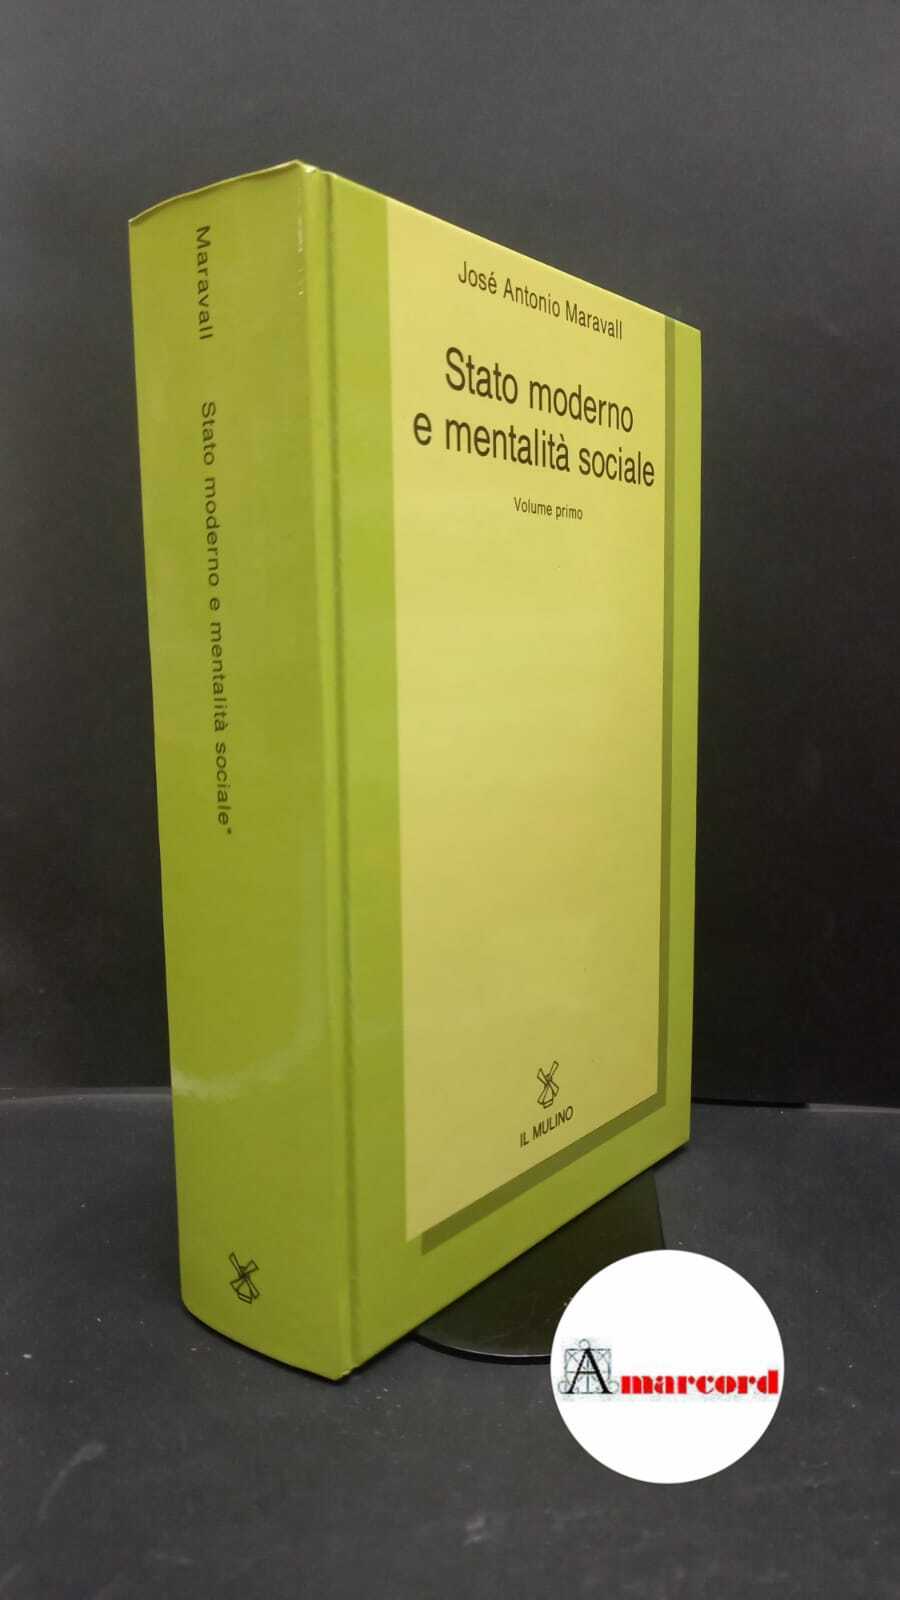 José Antonio Maravall
Stato moderno
e mentalità sociale
Volume primo
IL MULINO
Maravall Stato moderno e mentalità sociale*
Amarcord